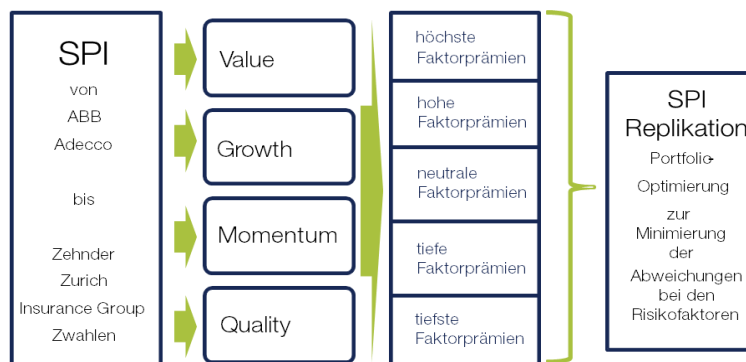 SPI
von
ABB
Adecco
bis
Zehnder
Zurich
Insurance Group
Zwahlen
Value
Growth
Momentum
Quality
höchste
Faktorprämien
hohe
Faktorprämien
neutrale
Faktorprämien
tiefe
Faktorprämien
tiefste
Faktorprämien
SPI
Replikation
Portfolio-
Optimierung
zur
Minimierung
der
Abweichungen
bei den
Risikofaktoren